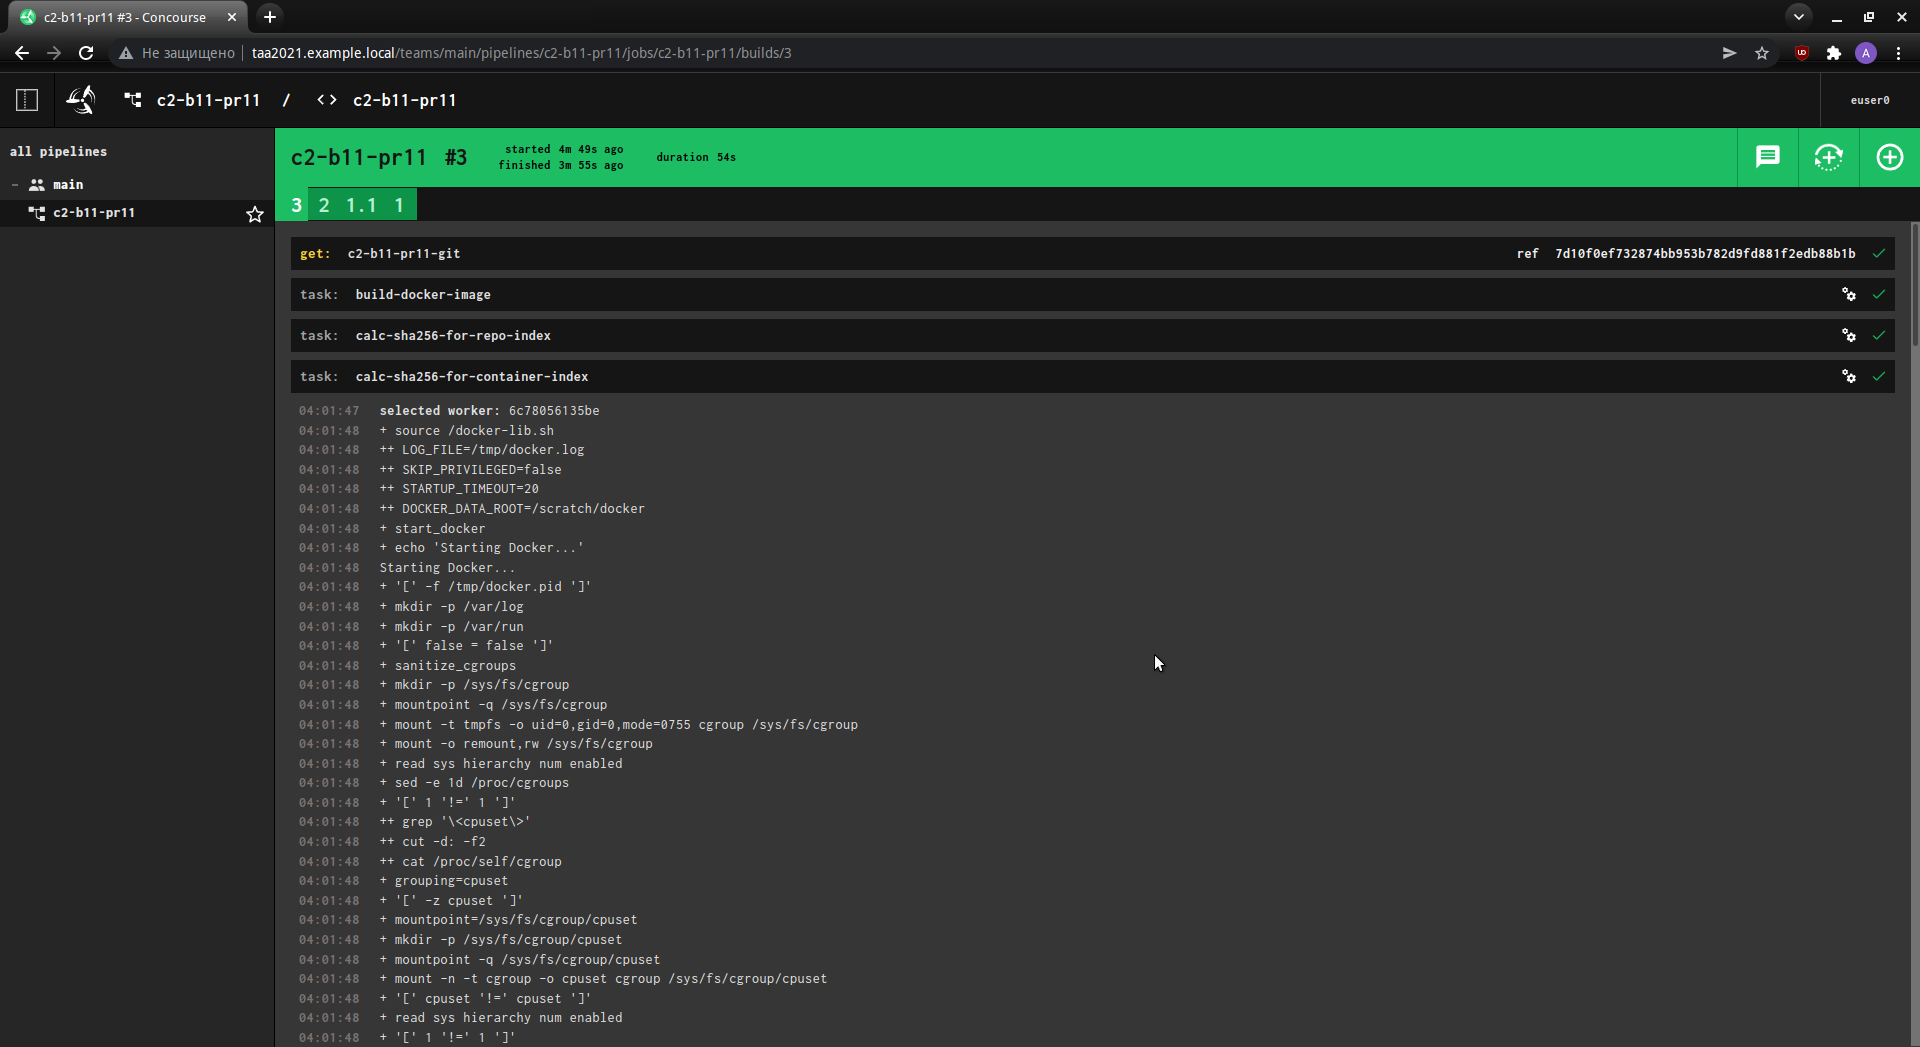 c2-b11-pr11 #3 - Concourse
Не защищено taa2021.example.local/teams/main/pipelines/c2-b11-pr11/jobs/c2-b11-pr11/builds/3 A
c2-b11-pr11 / c2-b11-pr11 euser0
all pipelines
main
c2-b11-pr11
c2-b11-pr11 #3
started 4m 49s ago
finished 3m 55s ago
duration 54s
3 2 1.1 1
get: c2-b11-pr11-git ref 7d10f0ef732874bb953b782d9fd881f2edb88b1b
task: build-docker-image
task: calc-sha256-for-repo-index
task: calc-sha256-for-container-index
04:01:47 selected worker: 6c78056135be
04:01:48 + source /docker-lib.sh
04:01:48 ++ LOG_FILE=/tmp/docker.log
04:01:48 ++ SKIP_PRIVILEGED=false
04:01:48 ++ STARTUP_TIMEOUT=20
04:01:48 ++ DOCKER_DATA_ROOT=/scratch/docker
04:01:48 + start_docker
04:01:48 + echo 'Starting Docker...'
04:01:48 Starting Docker...
04:01:48 + '[' -f /tmp/docker.pid ']'
04:01:48 + mkdir -p /var/log
04:01:48 + mkdir -p /var/run
04:01:48 + '[' false = false ']'
04:01:48 + sanitize_cgroups
04:01:48 + mkdir -p /sys/fs/cgroup
04:01:48 + mountpoint -q /sys/fs/cgroup
04:01:48 + mount -t tmpfs -o uid=0,gid=0,mode=0755 cgroup /sys/fs/cgroup
04:01:48 + mount -o remount,rw /sys/fs/cgroup
04:01:48 + read sys hierarchy num enabled
04:01:48 + sed -e 1d /proc/cgroups
04:01:48 + '[' 1 '!=' 1 ']'
04:01:48 ++ grep '\<cpuset\>'
04:01:48 ++ cut -d: -f2
04:01:48 ++ cat /proc/self/cgroup
04:01:48 + grouping=cpuset
04:01:48 + '[' -z cpuset ']'
04:01:48 + mountpoint=/sys/fs/cgroup/cpuset
04:01:48 + mkdir -p /sys/fs/cgroup/cpuset
04:01:48 + mountpoint -q /sys/fs/cgroup/cpuset
04:01:48 + mount -n -t cgroup -o cpuset cgroup /sys/fs/cgroup/cpuset
04:01:48 + '[' cpuset '!=' cpuset ']'
04:01:48 + read sys hierarchy num enabled
04:01:48 + '[' 1 '!=' 1 ']'